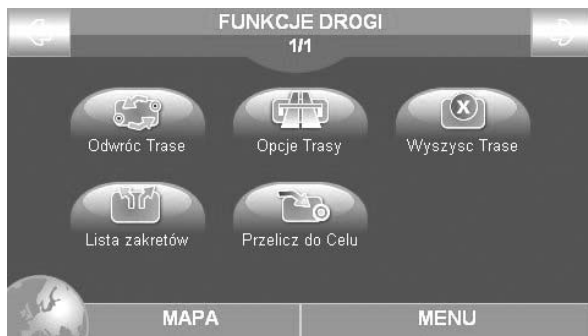 FUNKCJE DROGI
1/1
Odwróc Trase
Opcje Trasy
Wyszysc Trase
Lista zakretów
Przelicz do Celu
MAPA
MENU